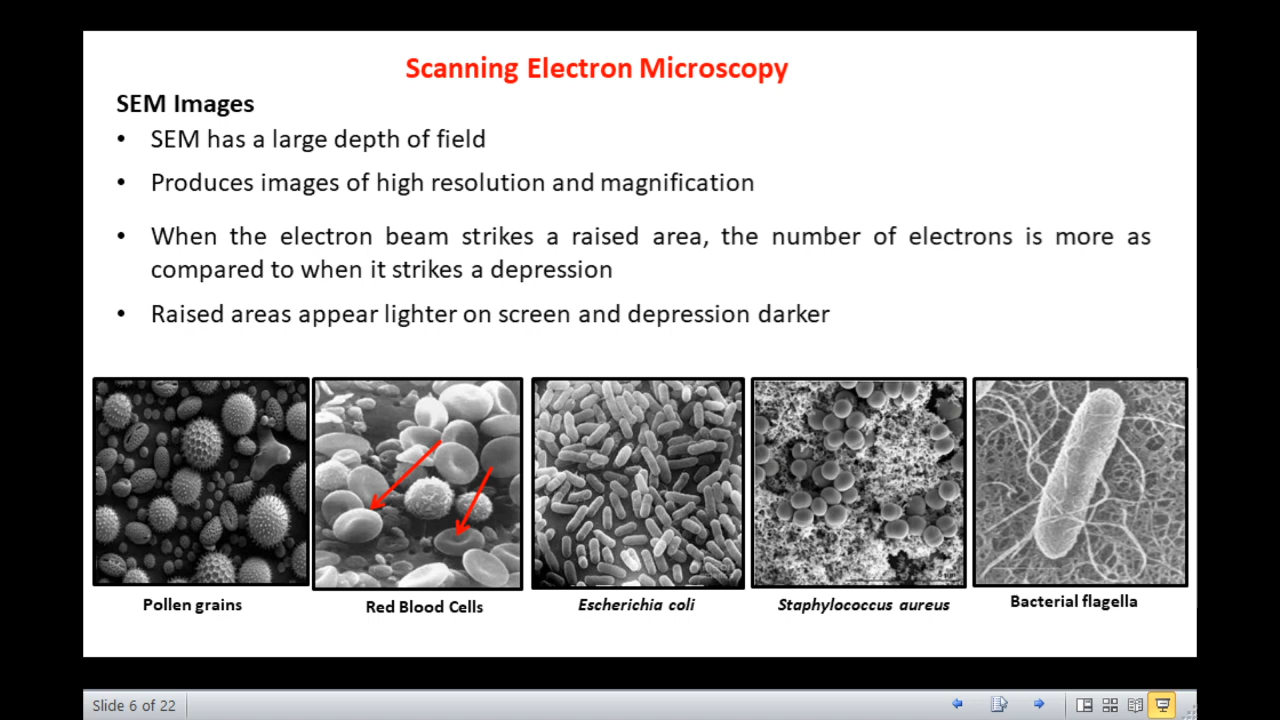 Scanning Electron Microscopy
SEM Images
• SEM has a large depth of field
• Produces images of high resolution and magnification
• When the electron beam strikes a raised area, the number of electrons is more as
compared to when it strikes a depression
• Raised areas appear lighter on screen and depression darker
Pollen grains
Red Blood Cells
Escherichia coli
Staphylococcus aureus
Bacterial flagella
Slide 6 of 22